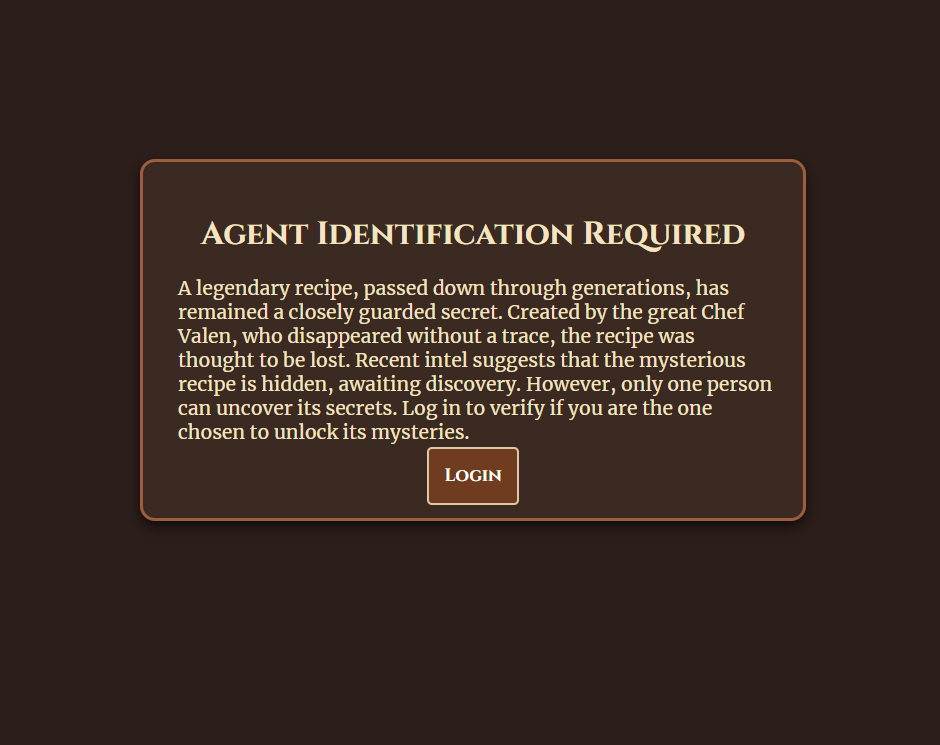 Agent Identification Required
A legendary recipe, passed down through generations, has
remained a closely guarded secret. Created by the great Chef
Valen, who disappeared without a trace, the recipe was
thought to be lost. Recent intel suggests that the mysterious
recipe is hidden, awaiting discovery. However, only one person
can uncover its secrets. Log in to verify if you are the one
chosen to unlock its mysteries.
Login